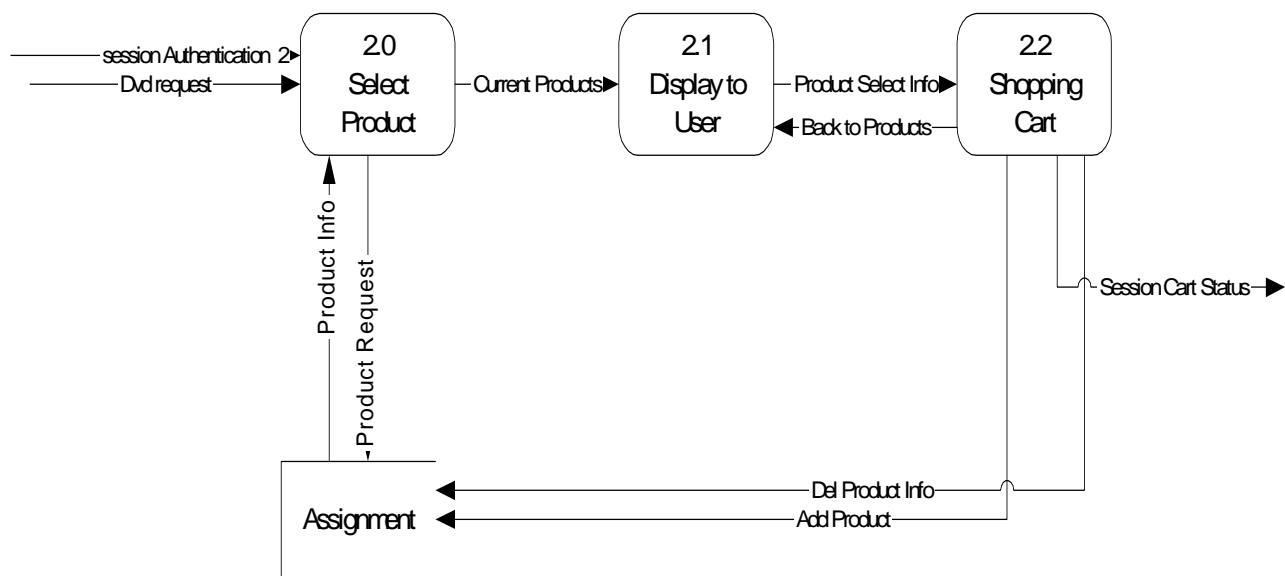 session Authentication 2
Dvd request
2.0
Select
Product
Current Products
2.1
Display to
User
Product Select Info
Back to Products
2.2
Shopping
Cart
Product Info
Product Request
Session Cart Status
Assignment
Del Product Info
Add Product